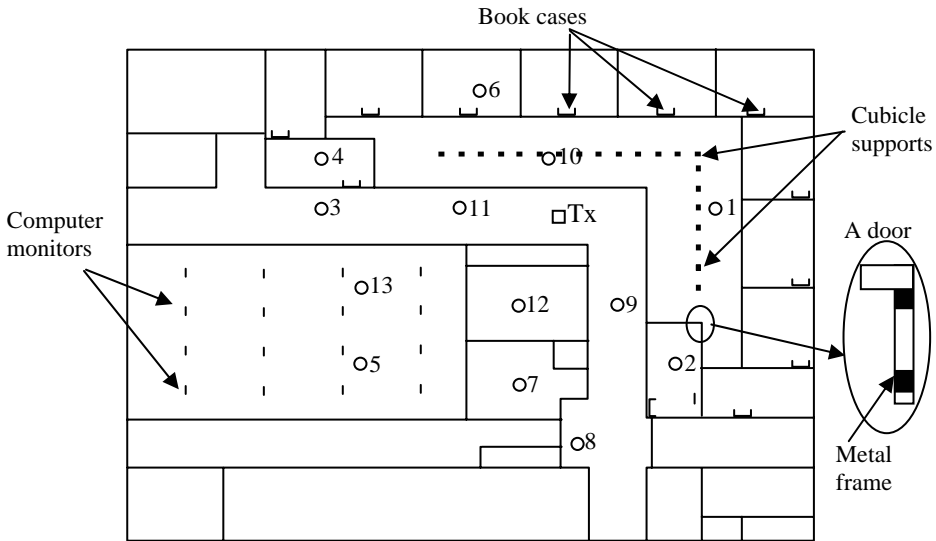 Book cases
6
Cubicle
supports
4
10
3
11
Tx
1
Computer
monitors
A door
13
12
9
5
7
2
8
Metal
frame